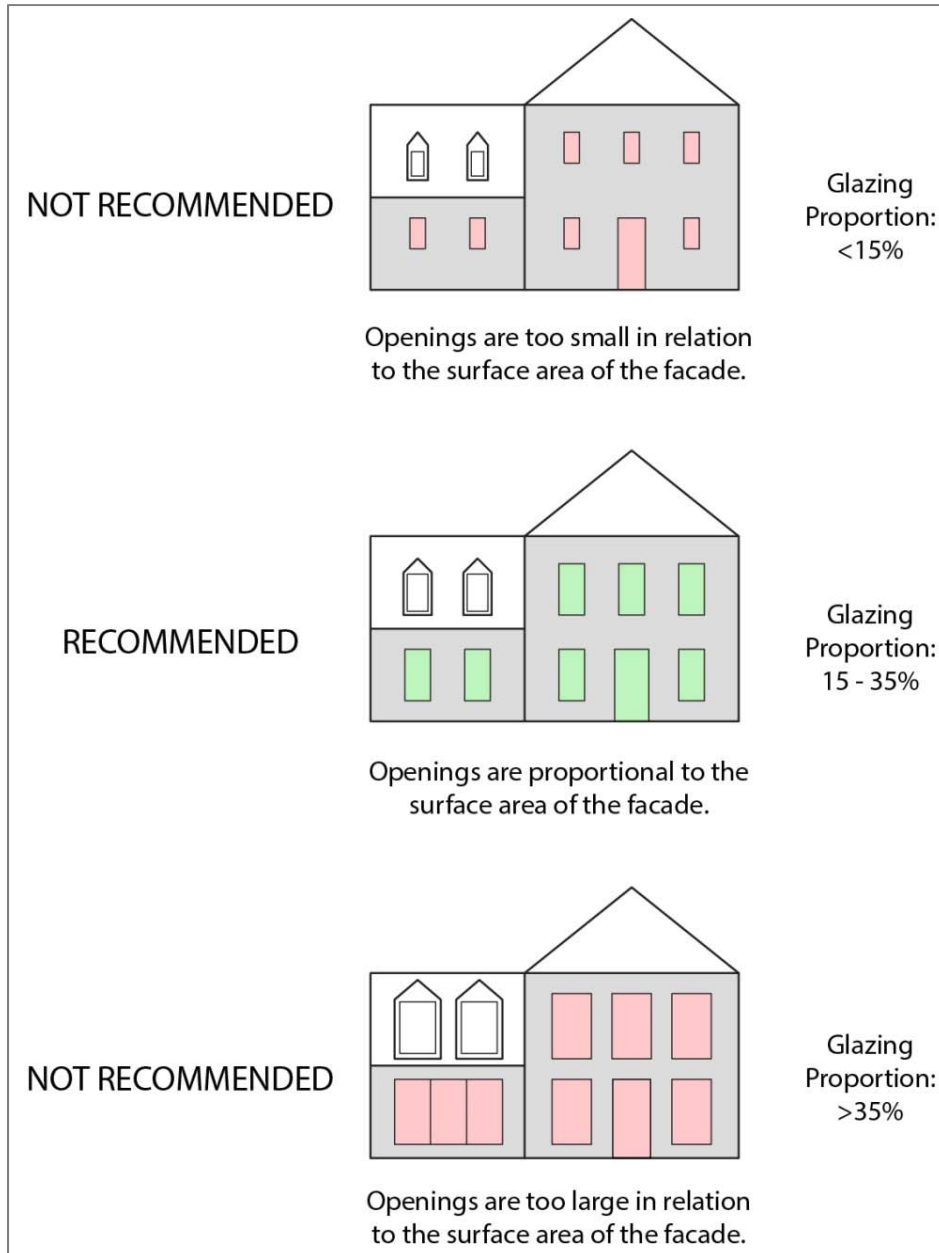 NOT RECOMMENDED
Glazing
Proportion:
<15%
Openings are too small in relation
to the surface area of the facade.
RECOMMENDED
Glazing
Proportion:
15 - 35%
Openings are proportional to the
surface area of the facade.
NOT RECOMMENDED
Glazing
Proportion:
>35%
Openings are too large in relation
to the surface area of the facade.